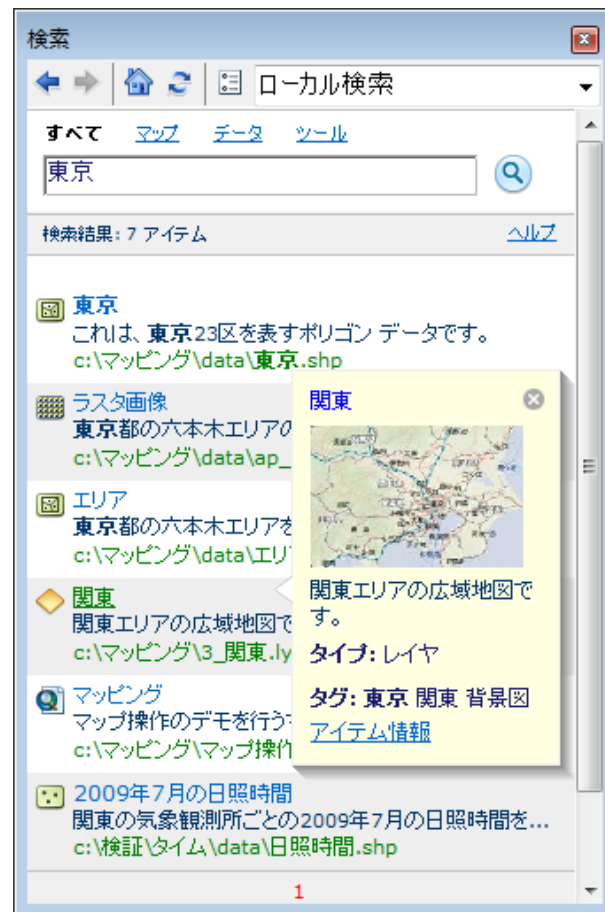 検索
ローカル検索
すべて マップ データ ツール
東京
検索結果: 7 アイテム ヘルプ
東京
これは、東京23区を表すポリゴン データです。
c:\マッピング\data\東京.shp
ラスタ画像
東京都の六本木エリアの
c:\マッピング\data\ap_
エリア
東京都の六本木エリアを
c:\マッピング\data\エリ
関東
関東エリアの広域地図で
c:\マッピング\3_関東.ly
マッピング
マップ操作のデモを行う
c:\マッピング\マップ操作
2009年7月の日照時間
関東の気象観測所ごとの2009年7月の日照時間を...
c:\検証\タイム\data\日照時間.shp
1
関東
関東エリアの広域地図で
す。
タイプ: レイヤ
タグ: 東京 関東 背景図
アイテム情報